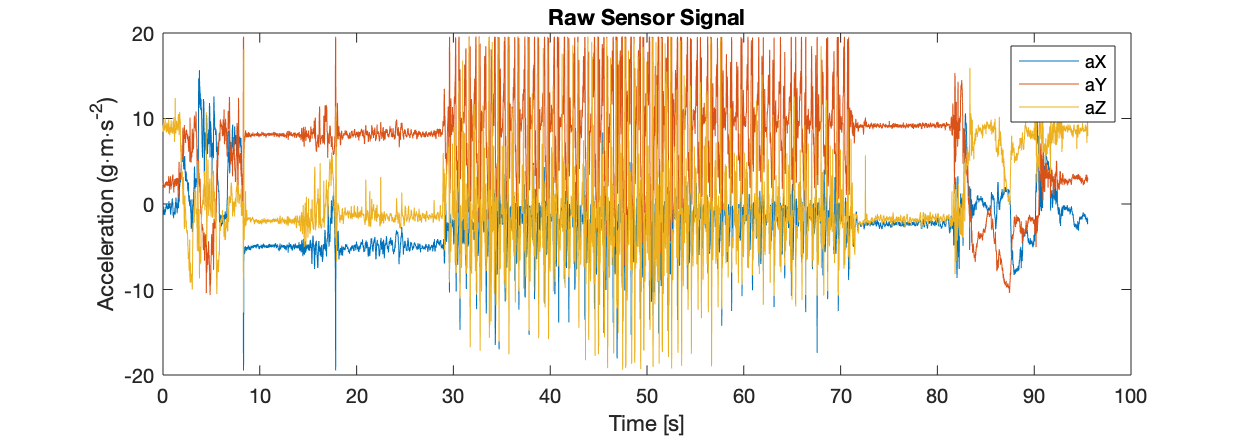 Raw Sensor Signal
Acceleration (g·m·s⁻²)
20
10
0
-10
-20
aX
aY
aZ
0 10 20 30 40 50 60 70 80 90 100
Time [s]